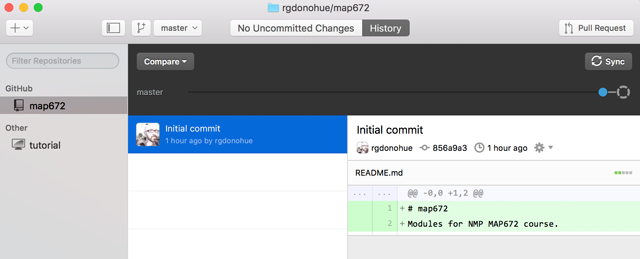 rgdonohue/map672
master
No Uncommitted Changes
History
Pull Request
Filter Repositories
GitHub
map672
Other
tutorial
Compare
Sync
master
Initial commit
1 hour ago by rgdonohue
Initial commit
rgdonohue 856a9a3 1 hour ago
README.md
... ... @@ -0,0 +1,2 @@
1 + # map672
2 + Modules for NMP MAP672 course.